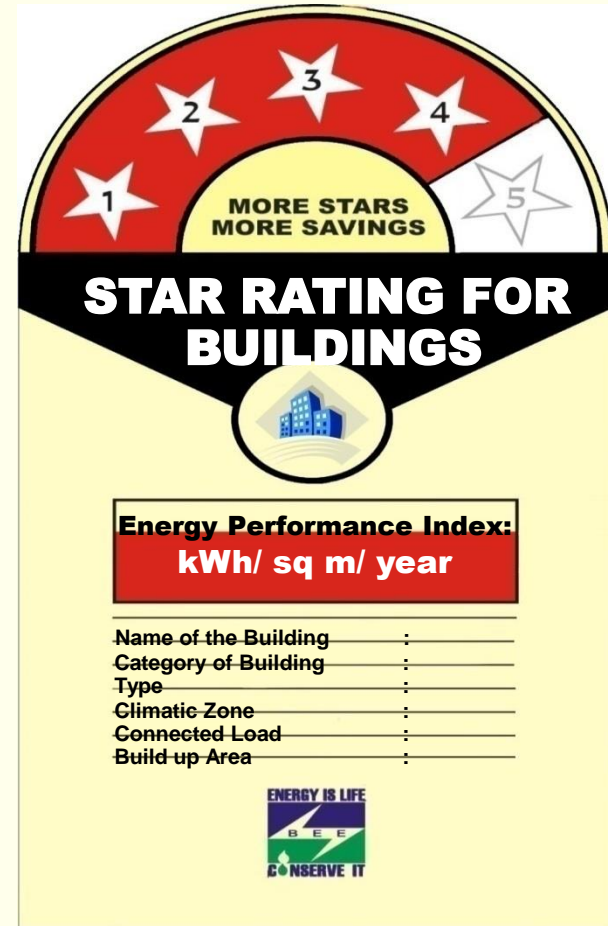 1
2
3
4
5
MORE STARS
MORE SAVINGS
STAR RATING FOR
BUILDINGS
Energy Performance Index:
kWh/ sq m/ year
Name of the Building :
Category of Building :
Type :
Climatic Zone :
Connected Load :
Build up Area :
ENERGY IS LIFE
BEE
CONSERVE IT